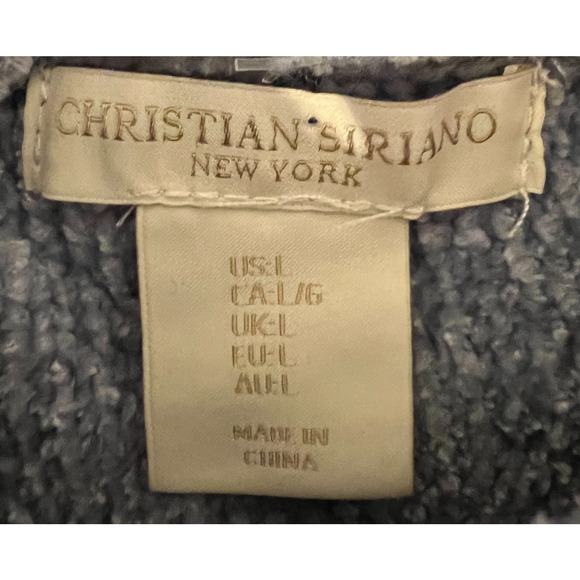 CHRISTIAN SIRIANO
NEW YORK
US:L
CA:L/G
UK:L
EU:L
AU:L
MADE IN
CHINA